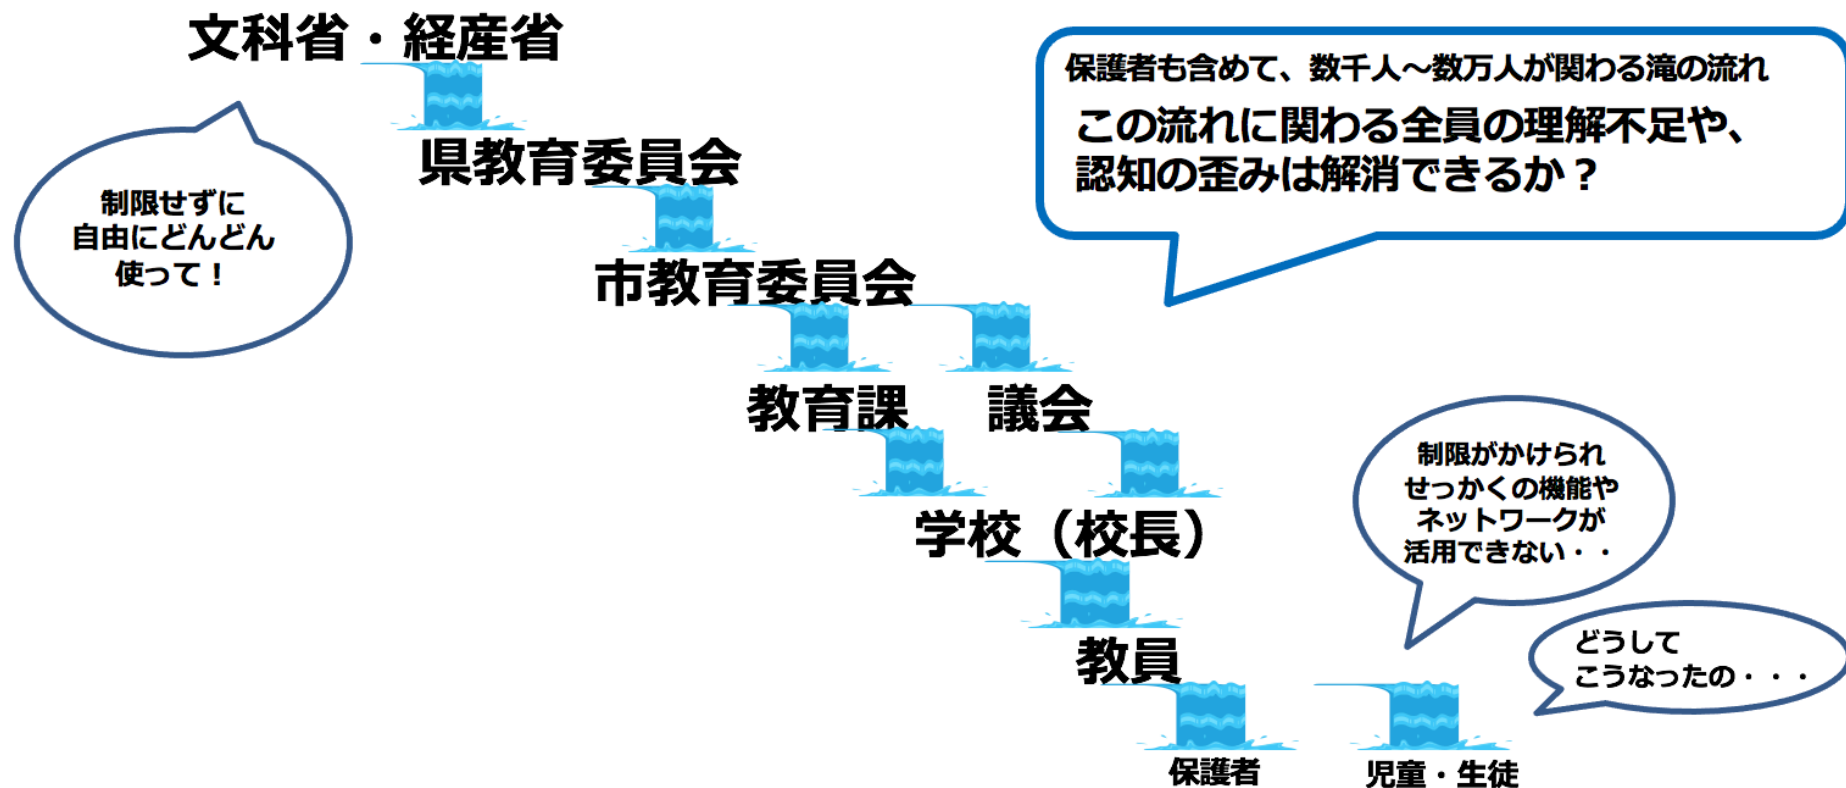 文科省・経産省
保護者も含めて、数千人～数万人が関わる滝の流れ
この流れに関わる全員の理解不足や、
認知の歪みは解消できるか？
県教育委員会
制限せずに
自由にどんどん
使って！
市教育委員会
教育課
議会
制限がかけられ
せっかくの機能や
ネットワークが
活用できない・・
学校（校長）
どうして
こうなったの・・・
教員
保護者
児童・生徒